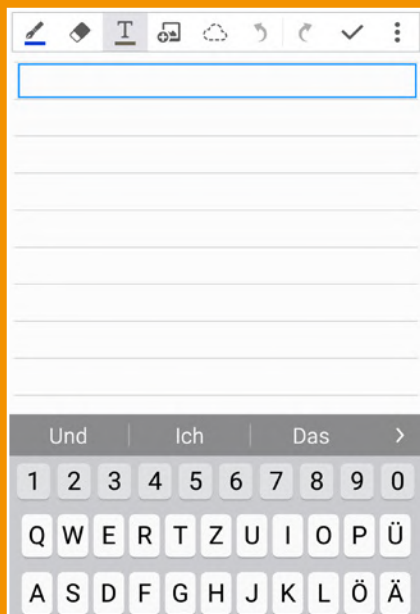 T
Und Ich Das
1 2 3 4 5 6 7 8 9 0
Q W E R T Z U I O P Ü
A S D F G H J K L Ö Ä